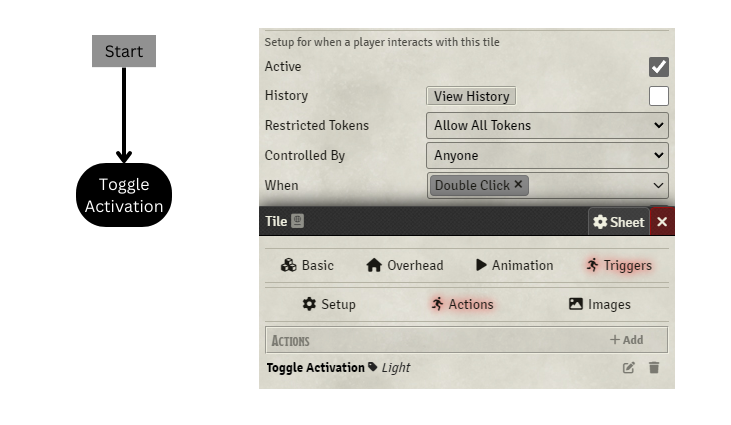 Start
Toggle
Activation
Setup for when a player interacts with this tile
Active
History View History
Restricted Tokens Allow All Tokens
Controlled By Anyone
When Double Click ×
Tile Sheet ×
Basic Overhead Animation Triggers
Setup Actions Images
Actions + Add
Toggle Activation Light